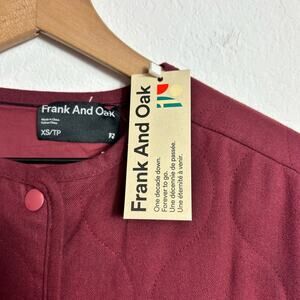 Frank And Oak
XS/TP
Frank And Oak
One decade down.
Forever to go.
Une décennie de passée.
Une éternité à venir.